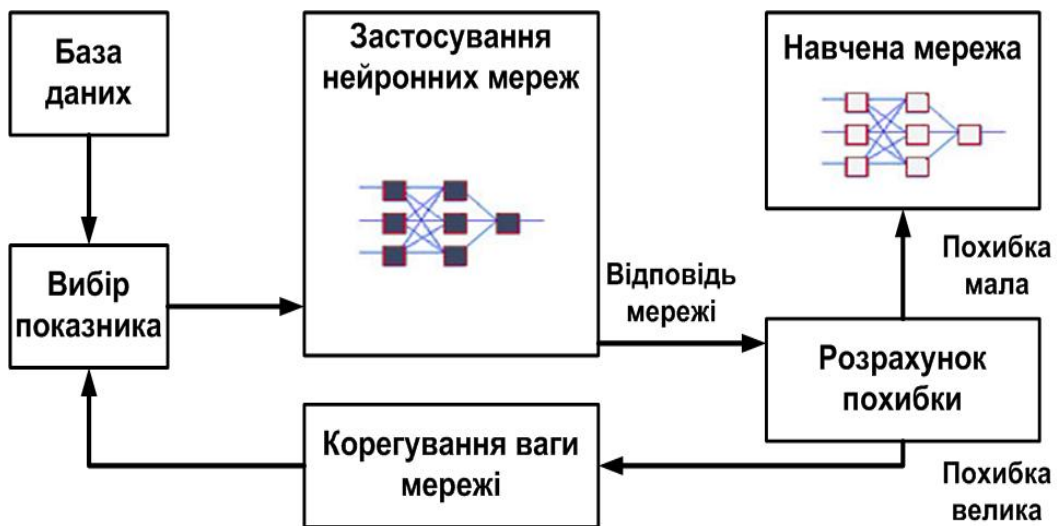 База
даних
Застосування
нейронних мереж
Навчена мережа
Вибір
показника
Відповідь
мережі
Похибка
мала
Розрахунок
похибки
Корегування ваги
мережі
Похибка
велика